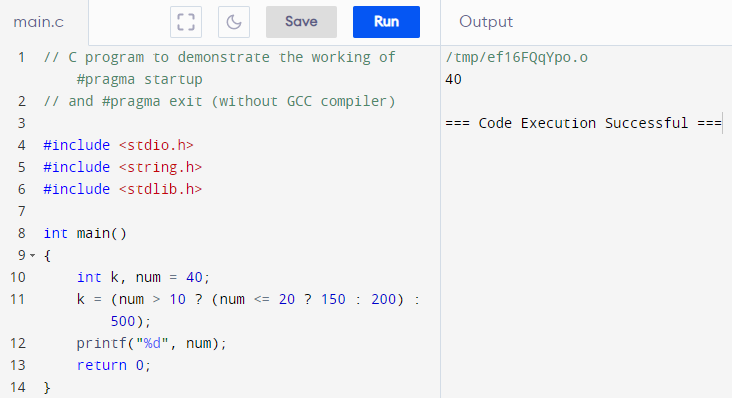 main.c
Save
Run
Output
1 // C program to demonstrate the working of
#pragma startup
2 // and #pragma exit (without GCC compiler)
3
4 #include <stdio.h>
5 #include <string.h>
6 #include <stdlib.h>
7
8 int main()
9 {
10 int k, num = 40;
11 k = (num > 10 ? (num <= 20 ? 150 : 200) :
500);
12 printf("%d", num);
13 return 0;
14 }
/tmp/ef16FQqYpo.o
40
=== Code Execution Successful ===